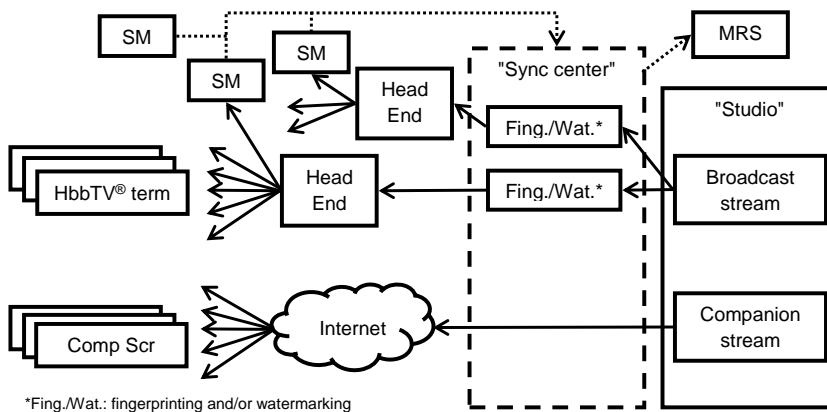 SM
SM
SM
MRS
"Sync center"
Head
End
"Studio"
Fing./Wat.*
HbbTV® term
Head
End
Fing./Wat.*
Broadcast
stream
Comp Scr
Internet
Companion
stream
*Fing./Wat.: fingerprinting and/or watermarking